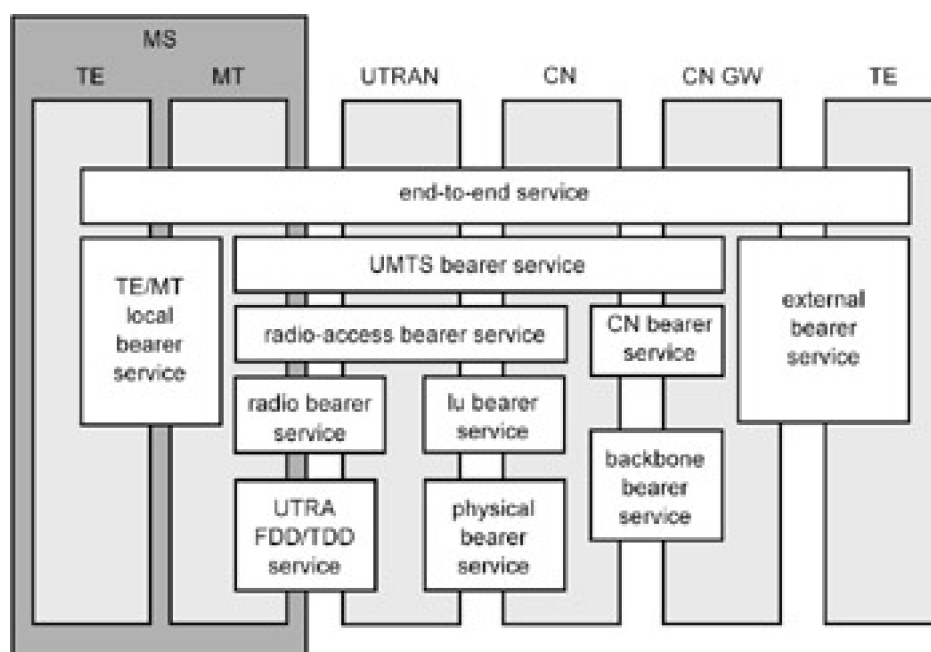 MS
TE MT UTRAN CN CN GW TE
end-to-end service
UMTS bearer service
TE/MT
local
bearer
service
external
bearer
service
radio-access bearer service
CN bearer
service
radio bearer
service
Iu bearer
service
backbone
bearer
service
UTRA
FDD/TDD
service
physical
bearer
service